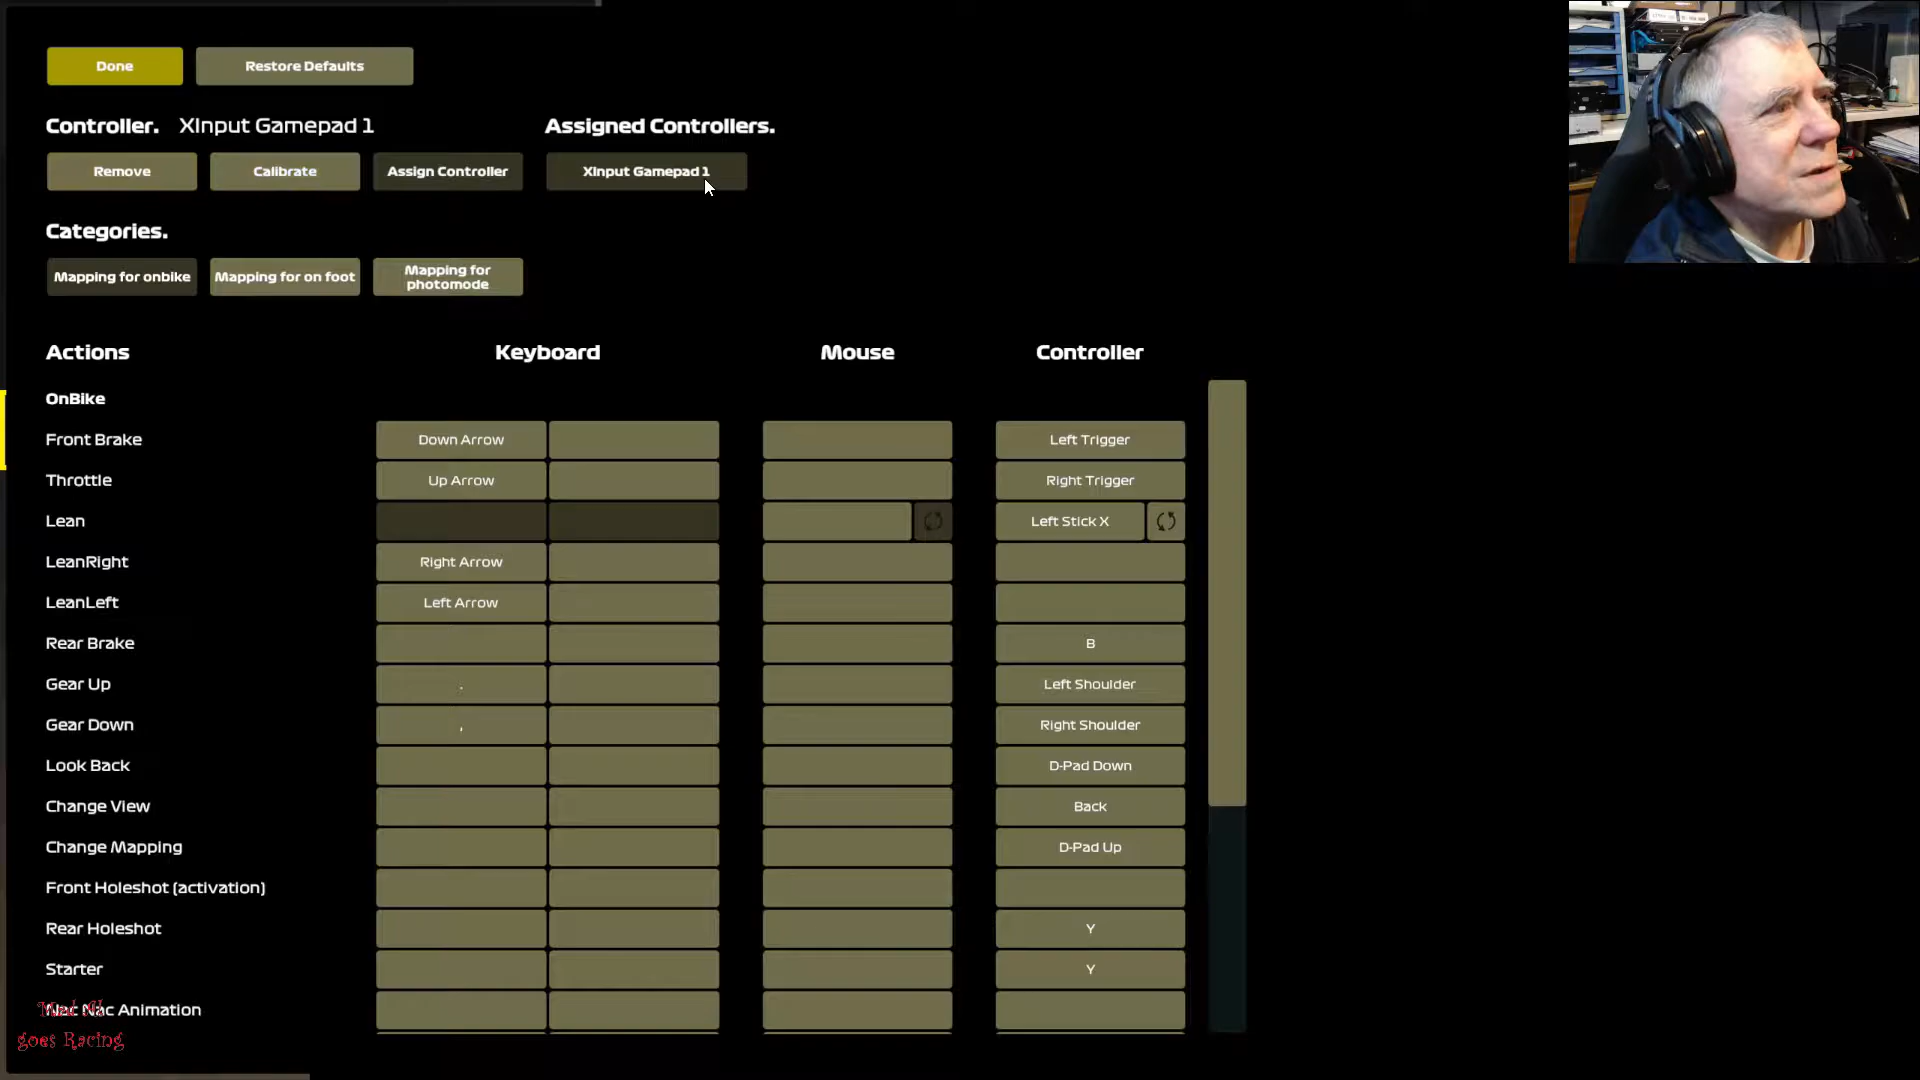 Done
Restore Defaults
Controller. XInput Gamepad 1
Assigned Controllers.
Remove
Calibrate
Assign Controller
XInput Gamepad 1
Categories.
Mapping for onbike
Mapping for on foot
Mapping for
photomode
Actions
Keyboard
Mouse
Controller
OnBike
Front Brake
Down Arrow
Left Trigger
Throttle
Up Arrow
Right Trigger
Lean
Left Stick X
LeanRight
Right Arrow
LeanLeft
Left Arrow
Rear Brake
B
Gear Up
.
Left Shoulder
Gear Down
,
Right Shoulder
Look Back
D-Pad Down
Change View
Back
Change Mapping
D-Pad Up
Front Holeshot (activation)
Rear Holeshot
Y
Starter
Y
Nac Nac Animation
Mad Al
goes Racing